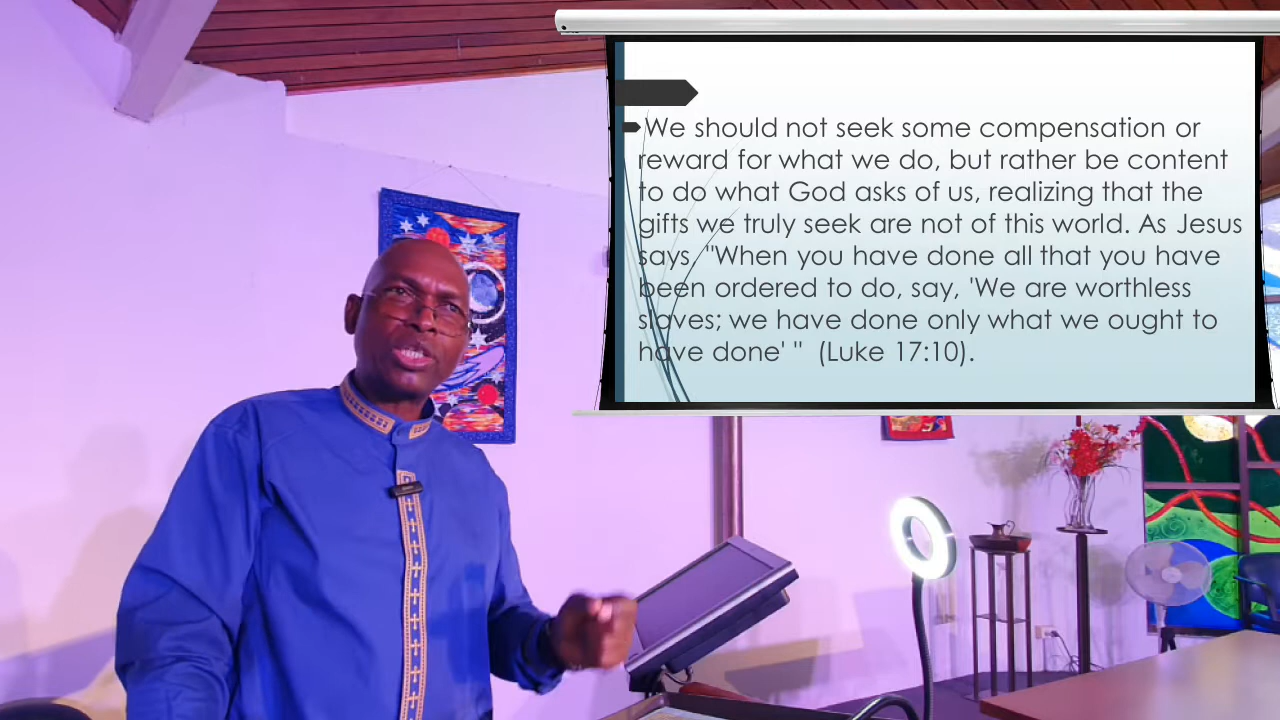 We should not seek some compensation or
reward for what we do, but rather be content
to do what God asks of us, realizing that the
gifts we truly seek are not of this world. As Jesus
says, "When you have done all that you have
been ordered to do, say, 'We are worthless
slaves; we have done only what we ought to
have done' "  (Luke 17:10).